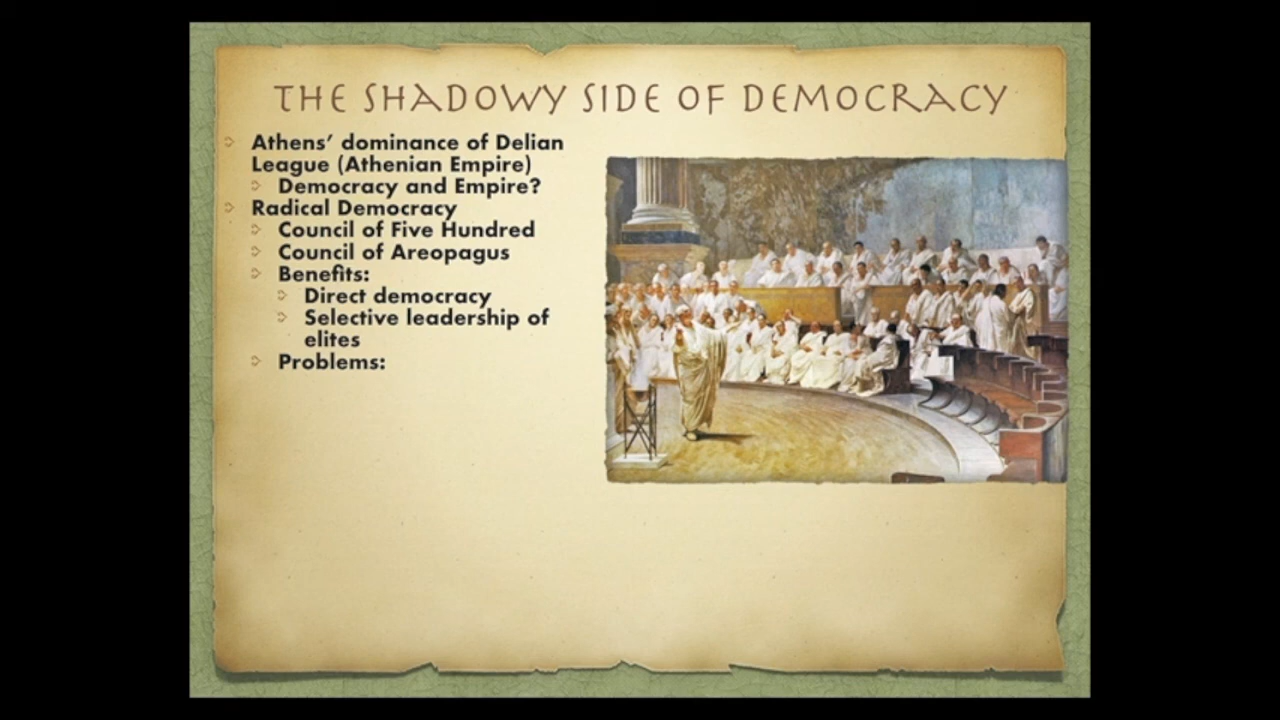 THE SHADOWY SIDE OF DEMOCRACY
Athens’ dominance of Delian
League (Athenian Empire)
Democracy and Empire?
Radical Democracy
Council of Five Hundred
Council of Areopagus
Benefits:
Direct democracy
Selective leadership of
elites
Problems: